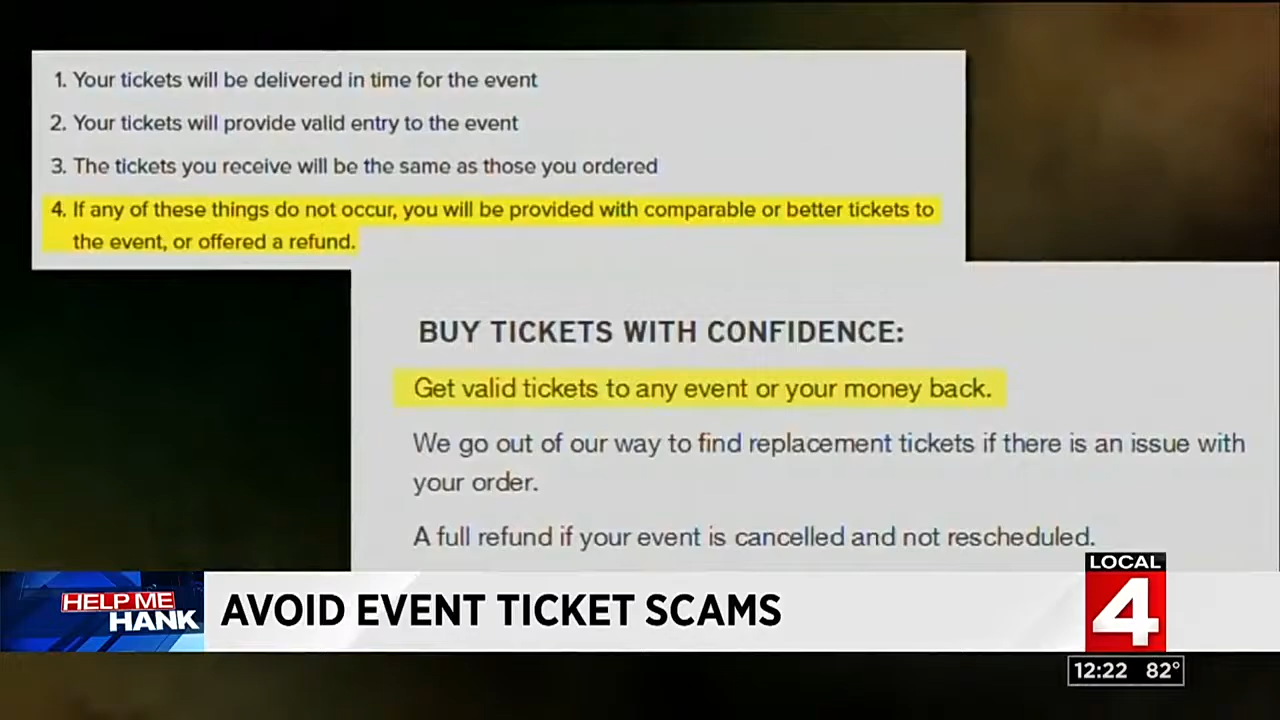 1. Your tickets will be delivered in time for the event
2. Your tickets will provide valid entry to the event
3. The tickets you receive will be the same as those you ordered
4. If any of these things do not occur, you will be provided with comparable or better tickets to
the event, or offered a refund.
BUY TICKETS WITH CONFIDENCE:
Get valid tickets to any event or your money back.
We go out of our way to find replacement tickets if there is an issue with
your order.
A full refund if your event is cancelled and not rescheduled.
HELP ME
HANK
AVOID EVENT TICKET SCAMS
LOCAL
4
12:22 82°